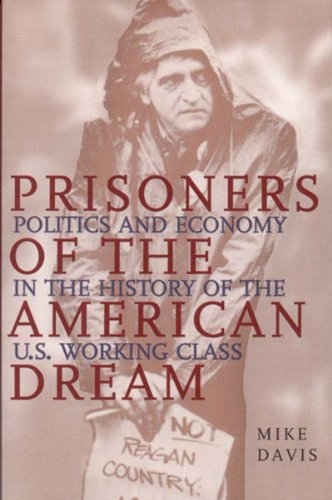 PRISONERS
POLITICS AND ECONOMY
OF THE
IN THE HISTORY OF THE
AMERICAN
U.S. WORKING CLASS
DREAM
MIKE
DAVIS
NOT
REAGAN
COUNTRY: